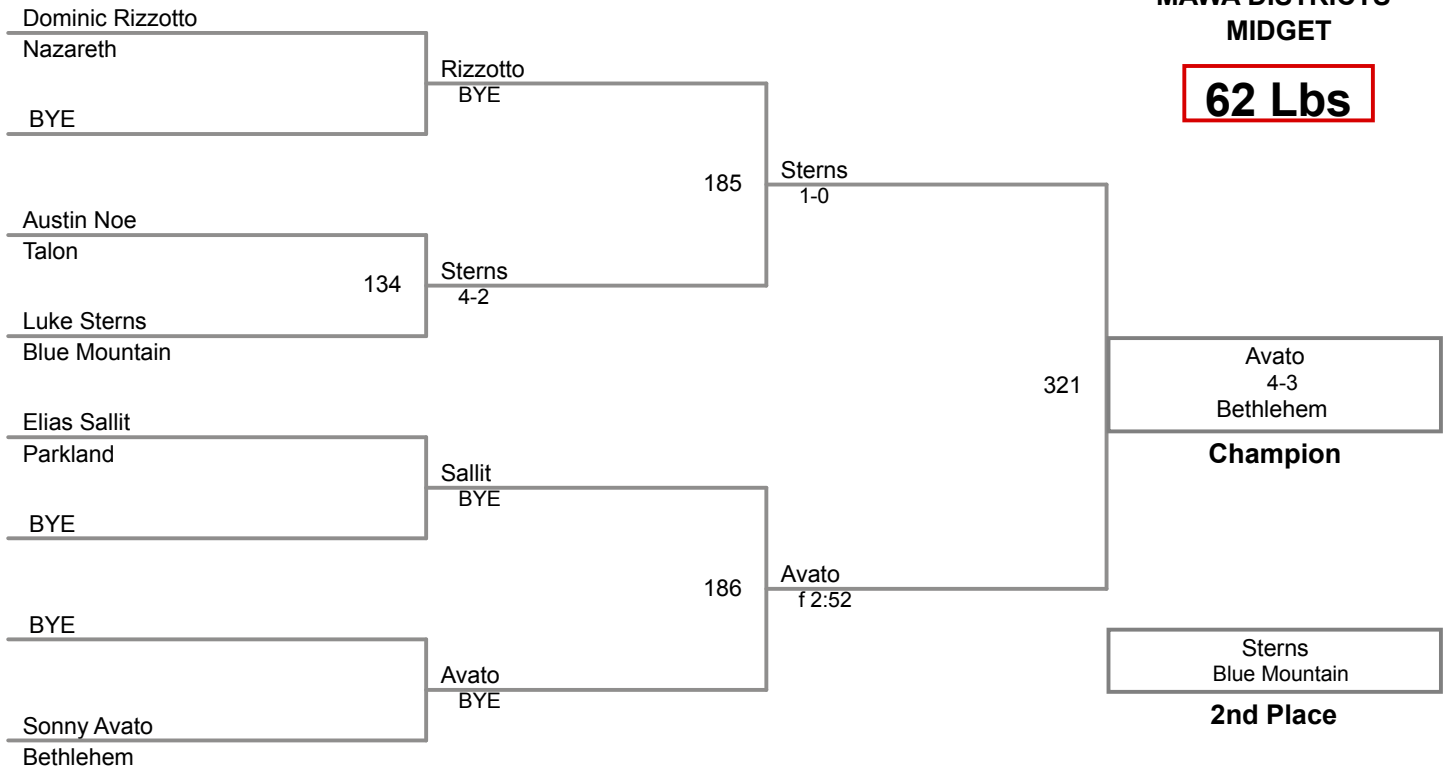 MAWA DISTRICTS
MIDGET
62 Lbs
Dominic Rizzotto
Nazareth
BYE
Rizzotto
BYE
Austin Noe
Talon
134
Luke Sterns
Blue Mountain
Sterns
4-2
185
Sterns
1-0
Elias Sallit
Parkland
BYE
Sallit
BYE
BYE
Sonny Avato
Bethlehem
Avato
BYE
186
Avato
f 2:52
321
Avato
4-3
Bethlehem
Champion
Sterns
Blue Mountain
2nd Place